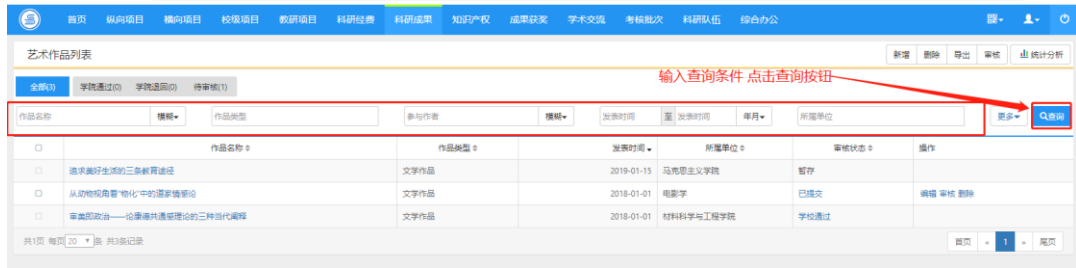 首页 纵向项目 横向项目 校级项目 教研项目 科研经费 科研成果 知识产权 成果获奖 学术交流 考核批次 科研队伍 综合办公
艺术作品列表 新增 删除 导出 审核 统计分析
全部(3) 学院通过(0) 学院退回(0) 待审核(1)
输入查询条件 点击查询按钮
作品名称 模糊 作品类型 参与作者 模糊 发表时间 至 发表时间 年月 所属单位 更多 查询
作品名称 作品类型 发表时间 所属单位 审核状态 操作
追求美好生活的三条教育途径 文学作品 2019-01-15 马克思主义学院 暂存
从动物视角看“物化”中的道家情感论 文学作品 2018-01-01 电影学 已提交 编辑 审核 删除
审美即政治——论康德共通感理论的三种当代阐释 文学作品 2018-01-01 材料科学与工程学院 学校通过
共1页 每页 20 条 共3条记录 首页 « 1 » 尾页